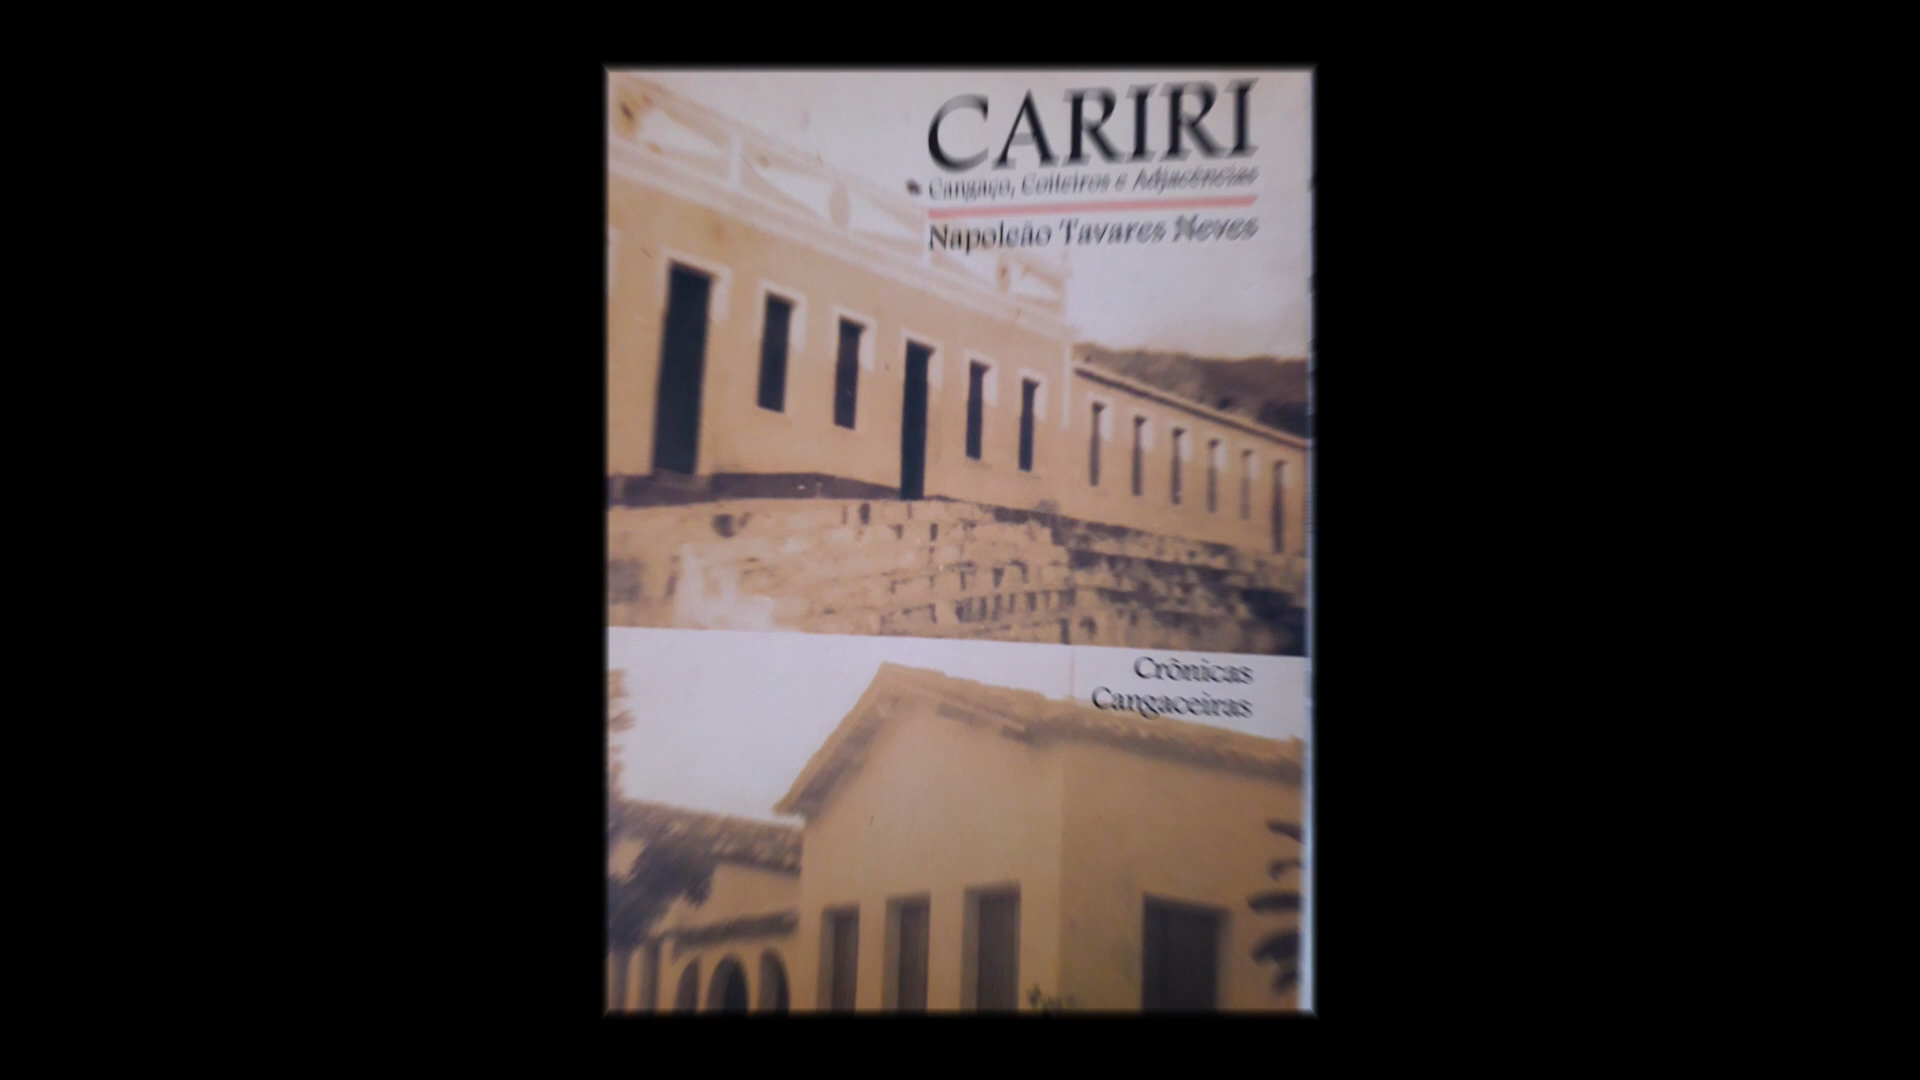 CARIRI
Cangaço, Coiteiros e Adjacências
Napoleão Tavares Neves
Crônicas
Cangaceiras